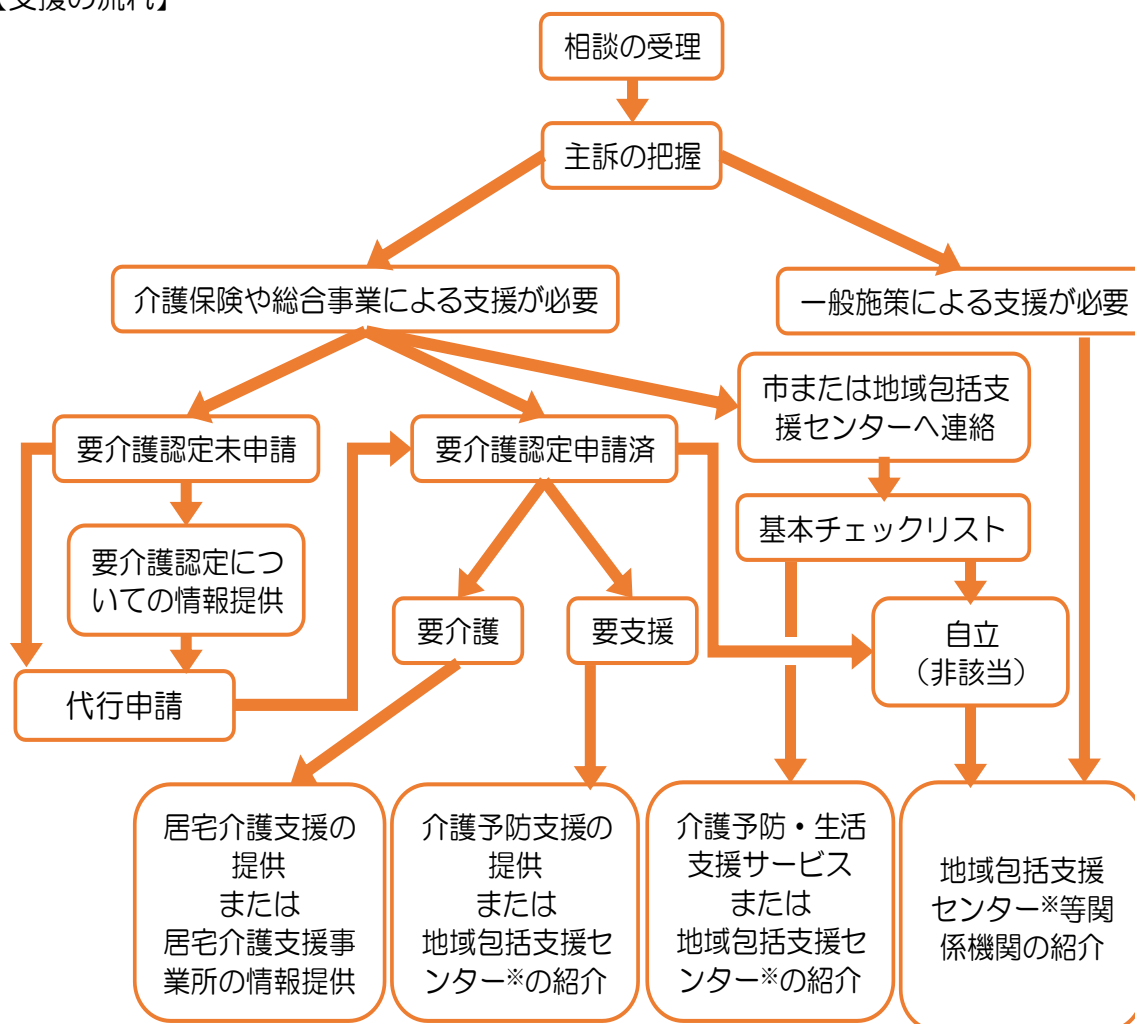 【支援の流れ】
相談の受理
主訴の把握
介護保険や総合事業による支援が必要
一般施策による支援が必要
市または地域包括支
援センターへ連絡
要介護認定未申請
要介護認定申請済
基本チェックリスト
要介護認定につ
いての情報提供
要介護
要支援
自立
（非該当）
代行申請
居宅介護支援の
提供
または
居宅介護支援事
業所の情報提供
介護予防支援の
提供
または
地域包括支援セ
ンター※の紹介
介護予防・生活
支援サービス
または
地域包括支援セ
ンター※の紹介
地域包括支援
センター※等関
係機関の紹介